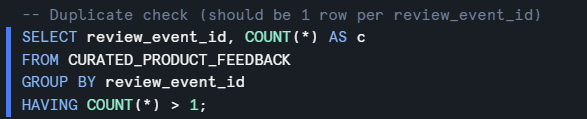 -- Duplicate check (should be 1 row per review_event_id)
SELECT review_event_id, COUNT(*) AS c
FROM CURATED_PRODUCT_FEEDBACK
GROUP BY review_event_id
HAVING COUNT(*) > 1;